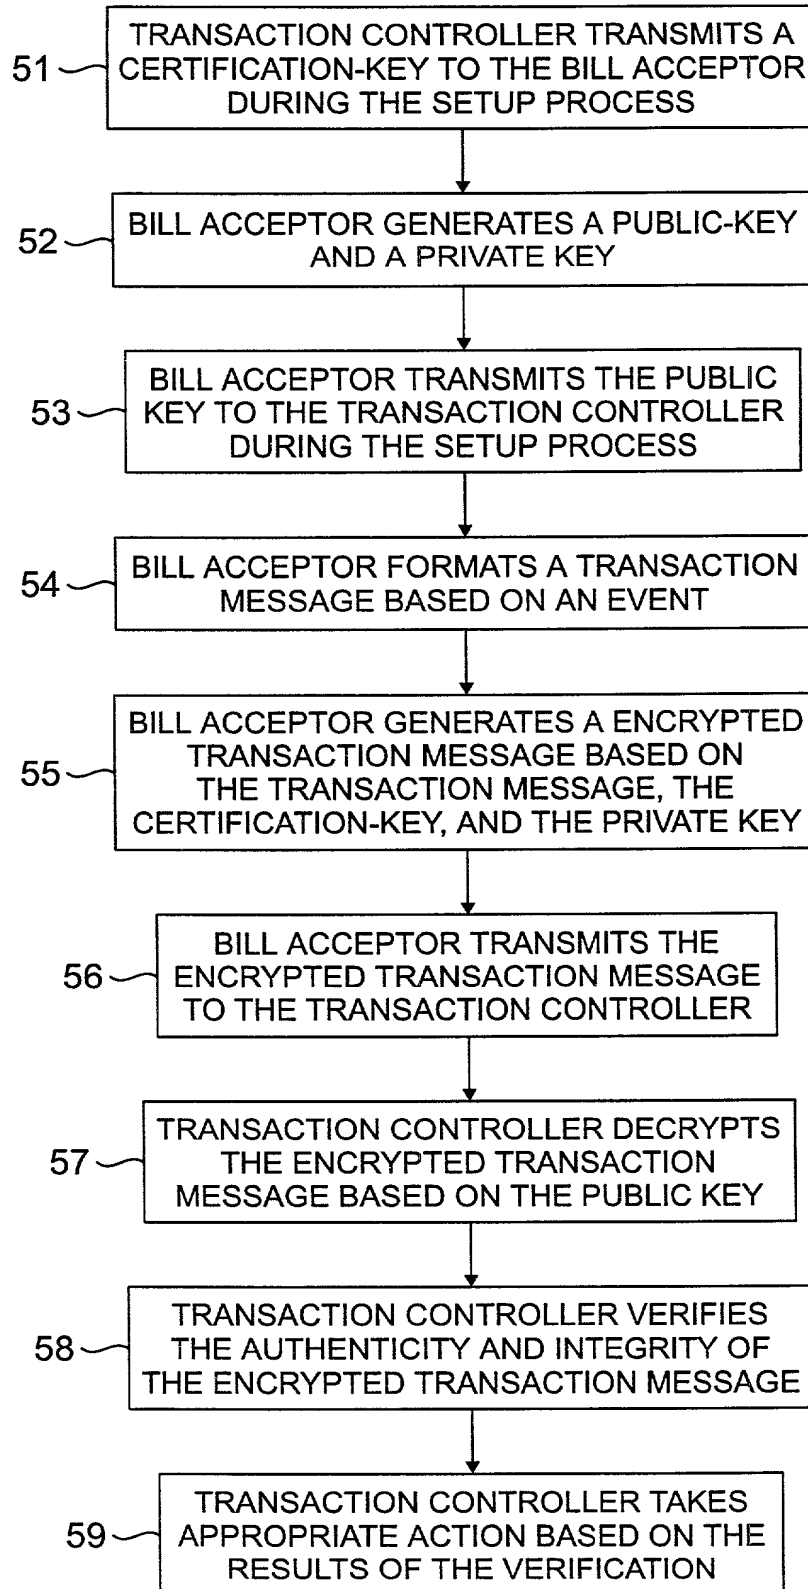 51
TRANSACTION CONTROLLER TRANSMITS A
CERTIFICATION-KEY TO THE BILL ACCEPTOR
DURING THE SETUP PROCESS
52
BILL ACCEPTOR GENERATES A PUBLIC-KEY
AND A PRIVATE KEY
53
BILL ACCEPTOR TRANSMITS THE PUBLIC
KEY TO THE TRANSACTION CONTROLLER
DURING THE SETUP PROCESS
54
BILL ACCEPTOR FORMATS A TRANSACTION
MESSAGE BASED ON AN EVENT
55
BILL ACCEPTOR GENERATES A ENCRYPTED
TRANSACTION MESSAGE BASED ON
THE TRANSACTION MESSAGE, THE
CERTIFICATION-KEY, AND THE PRIVATE KEY
56
BILL ACCEPTOR TRANSMITS THE
ENCRYPTED TRANSACTION MESSAGE
TO THE TRANSACTION CONTROLLER
57
TRANSACTION CONTROLLER DECRYPTS
THE ENCRYPTED TRANSACTION
MESSAGE BASED ON THE PUBLIC KEY
58
TRANSACTION CONTROLLER VERIFIES
THE AUTHENTICITY AND INTEGRITY OF
THE ENCRYPTED TRANSACTION MESSAGE
59
TRANSACTION CONTROLLER TAKES
APPROPRIATE ACTION BASED ON THE
RESULTS OF THE VERIFICATION